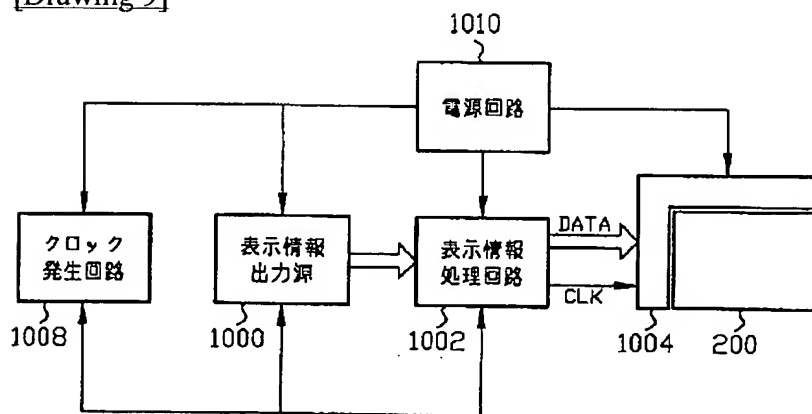 [Drawing 9]
1010
電源回路
クロック
発生回路
表示情報
出力源
表示情報
処理回路
DATA
CLK
1008
1000
1002
1004
200